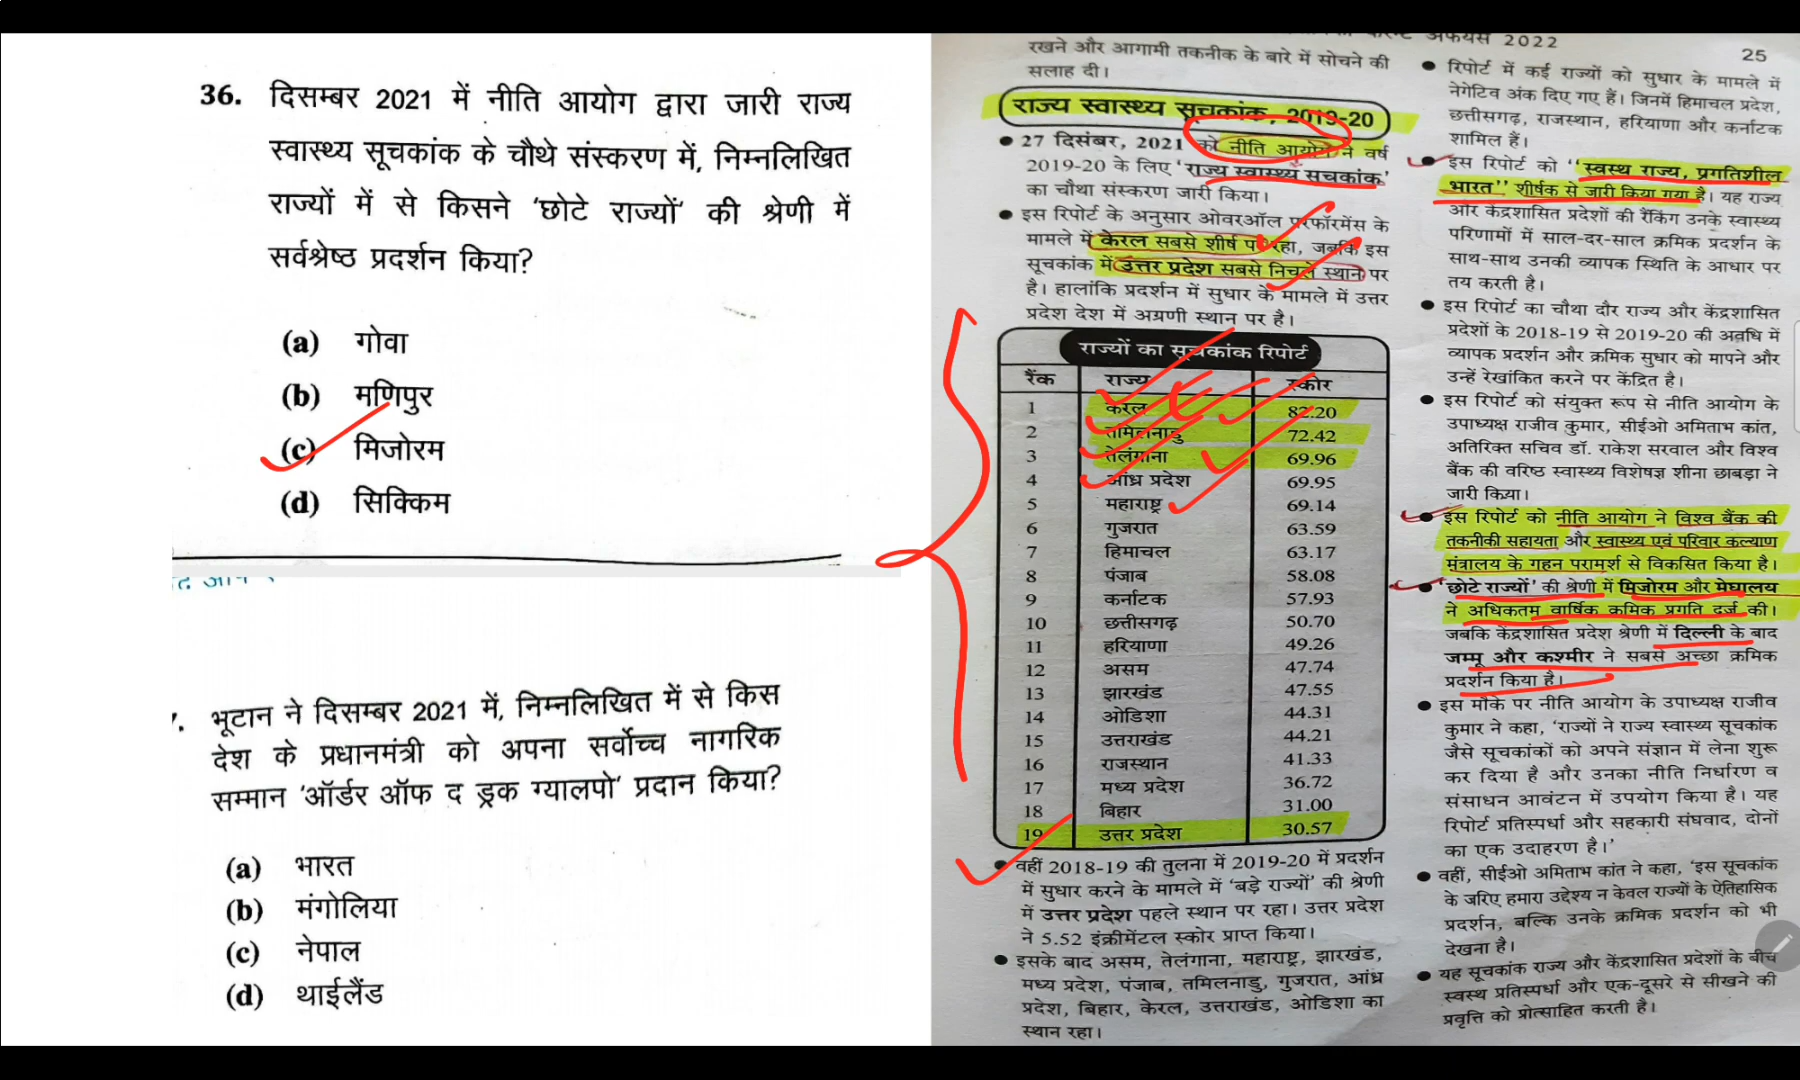 36. दिसम्बर 2021 में नीति आयोग द्वारा जारी राज्य
स्वास्थ्य सूचकांक के चौथे संस्करण में, निम्नलिखित
राज्यों में से किसने 'छोटे राज्यों' की श्रेणी में
सर्वश्रेष्ठ प्रदर्शन किया?
(a) गोवा
(b) मणिपुर
(c) मिजोरम
(d) सिक्किम
भूटान ने दिसम्बर 2021 में, निम्नलिखित में से किस
देश के प्रधानमंत्री को अपना सर्वोच्च नागरिक
सम्मान 'ऑर्डर ऑफ द ड्रुक ग्यालपो' प्रदान किया?
(a) भारत
(b) मंगोलिया
(c) नेपाल
(d) थाईलैंड
अफेयर्स 2022
25
रखने और आगामी तकनीक के बारे में सोचने की
सलाह दी।
राज्य स्वास्थ्य सूचकांक, 2019-20
● 27 दिसंबर, 2021 को नीति आयोग ने वर्ष
2019-20 के लिए 'राज्य स्वास्थ्य सूचकांक'
का चौथा संस्करण जारी किया।
● इस रिपोर्ट के अनुसार ओवरऑल परफॉरमेंस के
मामले में केरल सबसे शीर्ष पर रहा, जबकि इस
सूचकांक में उत्तर प्रदेश सबसे निचले स्थान पर
है। हालांकि प्रदर्शन में सुधार के मामले में उत्तर
प्रदेश देश में अग्रणी स्थान पर है।
राज्यों का सूचकांक रिपोर्ट
रैंक राज्य स्कोर
1 केरल 82.20
2 तमिलनाडु 72.42
3 तेलंगाना 69.96
4 आंध्र प्रदेश 69.95
5 महाराष्ट्र 69.14
6 गुजरात 63.59
7 हिमाचल 63.17
8 पंजाब 58.08
9 कर्नाटक 57.93
10 छत्तीसगढ़ 50.70
11 हरियाणा 49.26
12 असम 47.74
13 झारखंड 47.55
14 ओडिशा 44.31
15 उत्तराखंड 44.21
16 राजस्थान 41.33
17 मध्य प्रदेश 36.72
18 बिहार 31.00
19 उत्तर प्रदेश 30.57
● वहीं 2018-19 की तुलना में 2019-20 में प्रदर्शन
में सुधार करने के मामले में 'बड़े राज्यों' की श्रेणी
में उत्तर प्रदेश पहले स्थान पर रहा। उत्तर प्रदेश
ने 5.52 इंक्रीमेंटल स्कोर प्राप्त किया।
● इसके बाद असम, तेलंगाना, महाराष्ट्र, झारखंड,
मध्य प्रदेश, पंजाब, तमिलनाडु, गुजरात, आंध्र
प्रदेश, बिहार, केरल, उत्तराखंड, ओडिशा का
स्थान रहा।
● रिपोर्ट में कई राज्यों को सुधार के मामले में
नेगेटिव अंक दिए गए हैं। जिनमें हिमाचल प्रदेश,
छत्तीसगढ़, राजस्थान, हरियाणा और कर्नाटक
शामिल हैं।
● इस रिपोर्ट को ''स्वस्थ राज्य, प्रगतिशील
भारत'' शीर्षक से जारी किया गया है। यह राज्य
और केंद्रशासित प्रदेशों की रैंकिंग उनके स्वास्थ्य
परिणामों में साल-दर-साल क्रमिक प्रदर्शन के
साथ-साथ उनकी व्यापक स्थिति के आधार पर
तय करती है।
● इस रिपोर्ट का चौथा दौर राज्य और केंद्रशासित
प्रदेशों के 2018-19 से 2019-20 की अवधि में
व्यापक प्रदर्शन और क्रमिक सुधार को मापने और
उन्हें रेखांकित करने पर केंद्रित है।
● इस रिपोर्ट को संयुक्त रूप से नीति आयोग के
उपाध्यक्ष राजीव कुमार, सीईओ अमिताभ कांत,
अतिरिक्त सचिव डॉ. राकेश सरवाल और विश्व
बैंक की वरिष्ठ स्वास्थ्य विशेषज्ञ शीना छाबड़ा ने
जारी किया।
● इस रिपोर्ट को नीति आयोग ने विश्व बैंक की
तकनीकी सहायता और स्वास्थ्य एवं परिवार कल्याण
मंत्रालय के गहन परामर्श से विकसित किया है।
● 'छोटे राज्यों' की श्रेणी में मिजोरम और मेघालय
ने अधिकतम वार्षिक क्रमिक प्रगति दर्ज की।
जबकि केंद्रशासित प्रदेश श्रेणी में दिल्ली के बाद
जम्मू और कश्मीर ने सबसे अच्छा क्रमिक
प्रदर्शन किया है।
● इस मौके पर नीति आयोग के उपाध्यक्ष राजीव
कुमार ने कहा, 'राज्यों ने राज्य स्वास्थ्य सूचकांक
जैसे सूचकांकों को अपने संज्ञान में लेना शुरू
कर दिया है और उनका नीति निर्धारण व
संसाधन आवंटन में उपयोग किया है। यह
रिपोर्ट प्रतिस्पर्धा और सहकारी संघवाद, दोनों
का एक उदाहरण है।'
● वहीं, सीईओ अमिताभ कांत ने कहा, 'इस सूचकांक
के जरिए हमारा उद्देश्य न केवल राज्यों के ऐतिहासिक
प्रदर्शन, बल्कि उनके क्रमिक प्रदर्शन को भी
देखना है।
● यह सूचकांक राज्य और केंद्रशासित प्रदेशों के बीच
स्वस्थ प्रतिस्पर्धा और एक-दूसरे से सीखने की
प्रवृत्ति को प्रोत्साहित करती है।